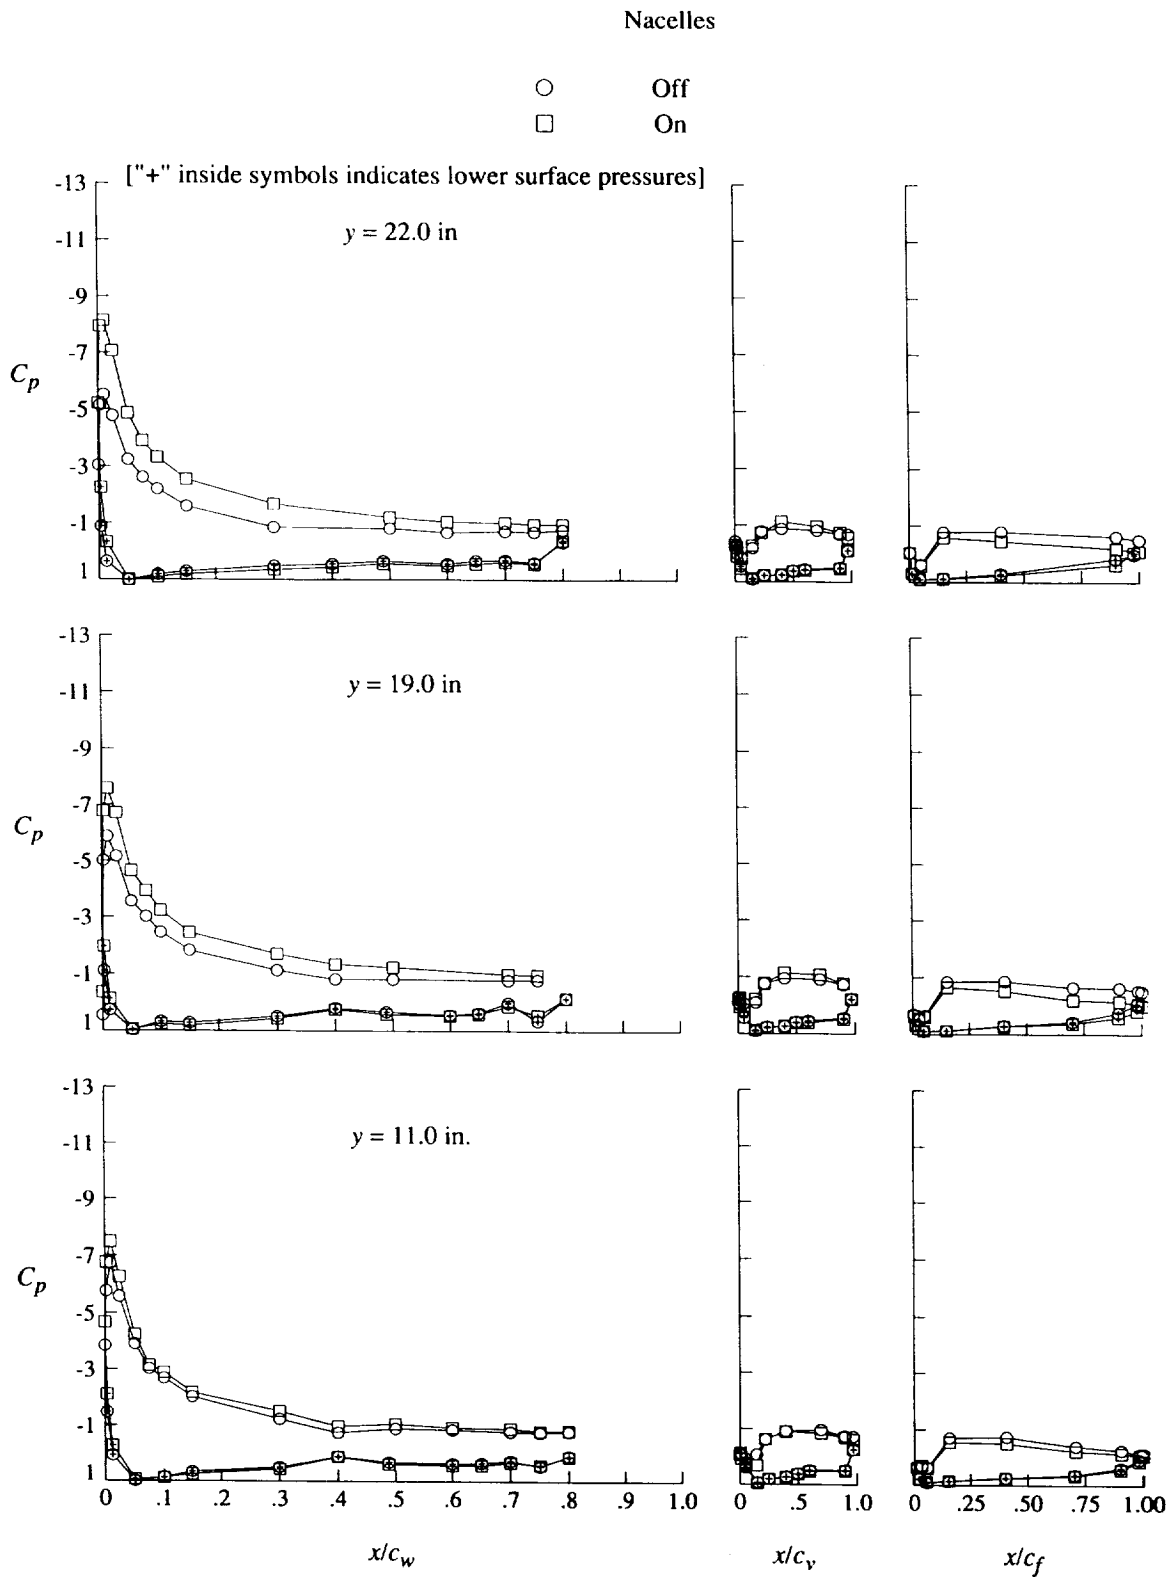 Nacelles
Off
On
["+" inside symbols indicates lower surface pressures]
-13
-11
-9
-7
-5
-3
-1
1
C_p
y = 22.0 in
-13
-11
-9
-7
-5
-3
-1
1
C_p
y = 19.0 in
-13
-11
-9
-7
-5
-3
-1
1
C_p
y = 11.0 in.
0 .1 .2 .3 .4 .5 .6 .7 .8 .9 1.0
0 1.0
0 .25 .50 .75 1.00
x/c_w
x/c_v
x/c_f